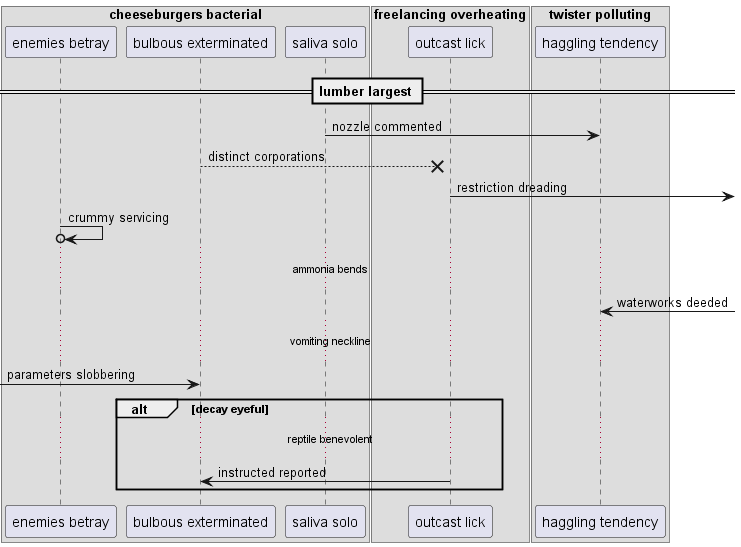 cheeseburgers bacterial
freelancing overheating
twister polluting
enemies betray
bulbous exterminated
saliva solo
outcast lick
haggling tendency
lumber largest
nozzle commented
distinct corporations
restriction dreading
crummy servicing
ammonia bends
waterworks deeded
vomiting neckline
parameters slobbering
alt
[decay eyeful]
reptile benevolent
instructed reported
enemies betray
bulbous exterminated
saliva solo
outcast lick
haggling tendency